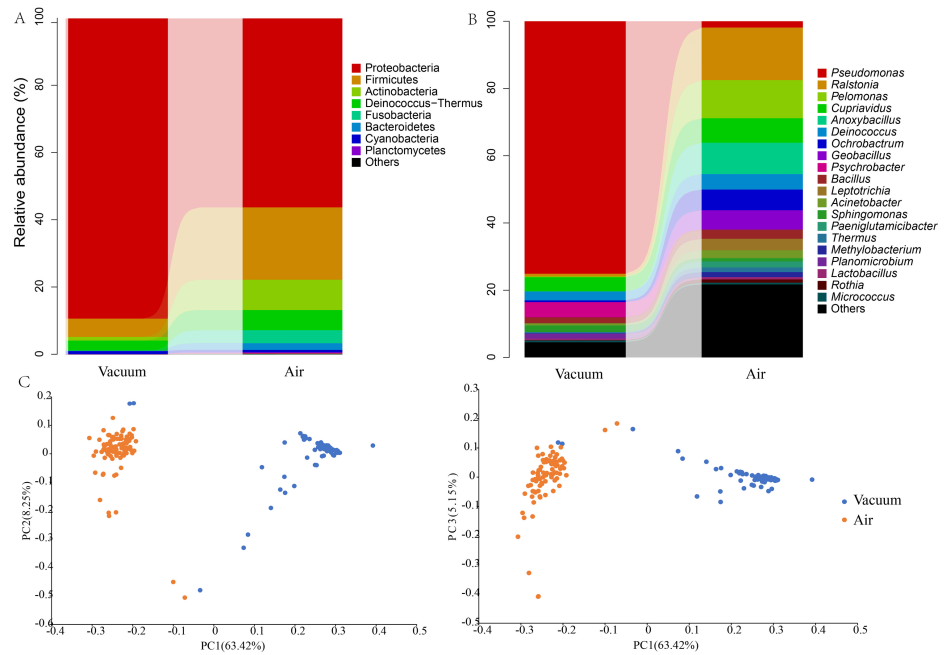 A
Relative abundance (%)
100
80
60
40
20
0
Vacuum
Air
Proteobacteria
Firmicutes
Actinobacteria
Deinococcus-Thermus
Fusobacteria
Bacteroidetes
Cyanobacteria
Planctomycetes
Others
B
100
80
60
40
20
0
Vacuum
Air
Pseudomonas
Ralstonia
Pelomonas
Cupriavidus
Anoxybacillus
Deinococcus
Ochrobactrum
Geobacillus
Psychrobacter
Bacillus
Leptotrichia
Acinetobacter
Sphingomonas
Paeniglutamicibacter
Thermus
Methylobacterium
Planomicrobium
Lactobacillus
Rothia
Micrococcus
Others
C
PC2(8.25%)
0.2
0.1
0
-0.1
-0.2
-0.3
-0.4
-0.5
-0.6
-0.4 -0.3 -0.2 -0.1 0 0.1 0.2 0.3 0.4 0.5
PC1(63.42%)
PC3(5.15%)
0.3
0.2
0.1
0
-0.1
-0.2
-0.3
-0.4
-0.5
-0.4 -0.3 -0.2 -0.1 0 0.1 0.2 0.3 0.4 0.5
PC1(63.42%)
Vacuum
Air